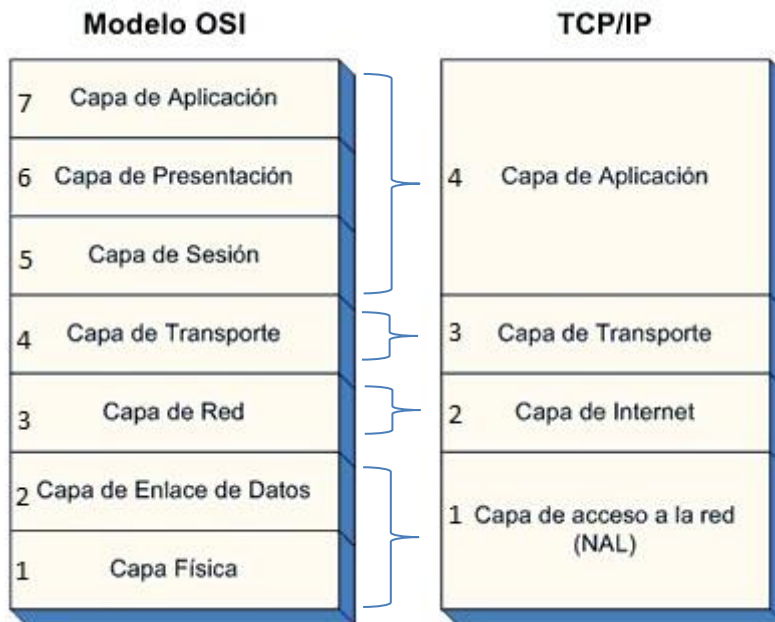 Modelo OSI
7 Capa de Aplicación
6 Capa de Presentación
5 Capa de Sesión
4 Capa de Transporte
3 Capa de Red
2 Capa de Enlace de Datos
1 Capa Física
TCP/IP
4 Capa de Aplicación
3 Capa de Transporte
2 Capa de Internet
1 Capa de acceso a la red
(NAL)